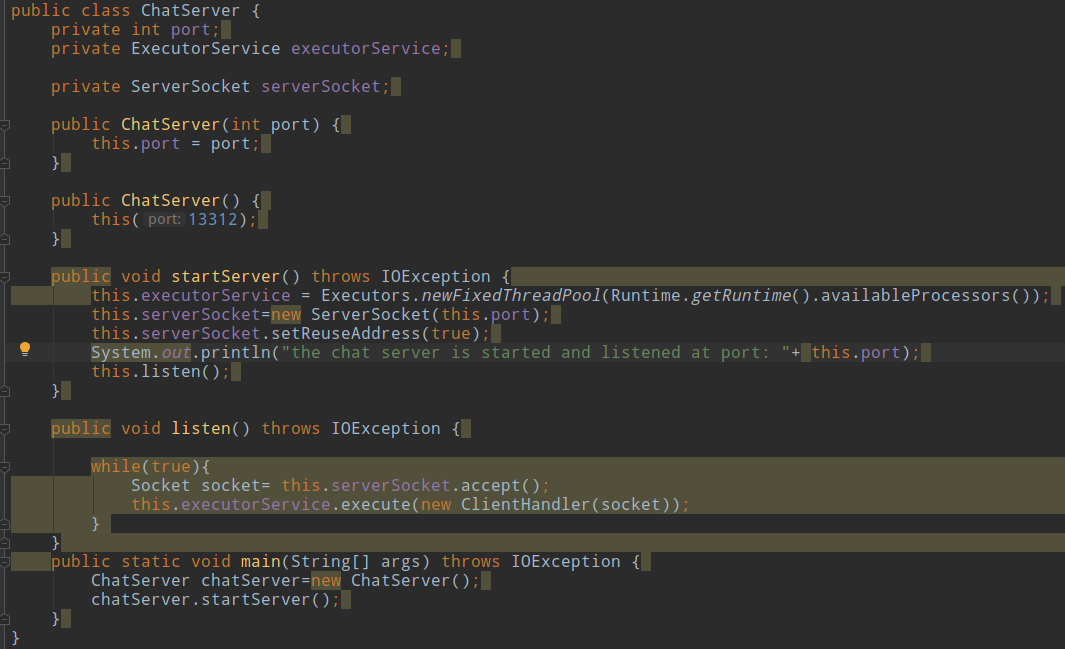 public class ChatServer {
    private int port;
    private ExecutorService executorService;

    private ServerSocket serverSocket;

    public ChatServer(int port) {
        this.port = port;
    }

    public ChatServer() {
        this( port: 13312);
    }

    public void startServer() throws IOException {
        this.executorService = Executors.newFixedThreadPool(Runtime.getRuntime().availableProcessors());
        this.serverSocket=new ServerSocket(this.port);
        this.serverSocket.setReuseAddress(true);
        System.out.println("the chat server is started and listened at port: "+ this.port);
        this.listen();
    }

    public void listen() throws IOException {

        while(true){
            Socket socket= this.serverSocket.accept();
            this.executorService.execute(new ClientHandler(socket));
        }
    }
    public static void main(String[] args) throws IOException {
        ChatServer chatServer=new ChatServer();
        chatServer.startServer();
    }
}